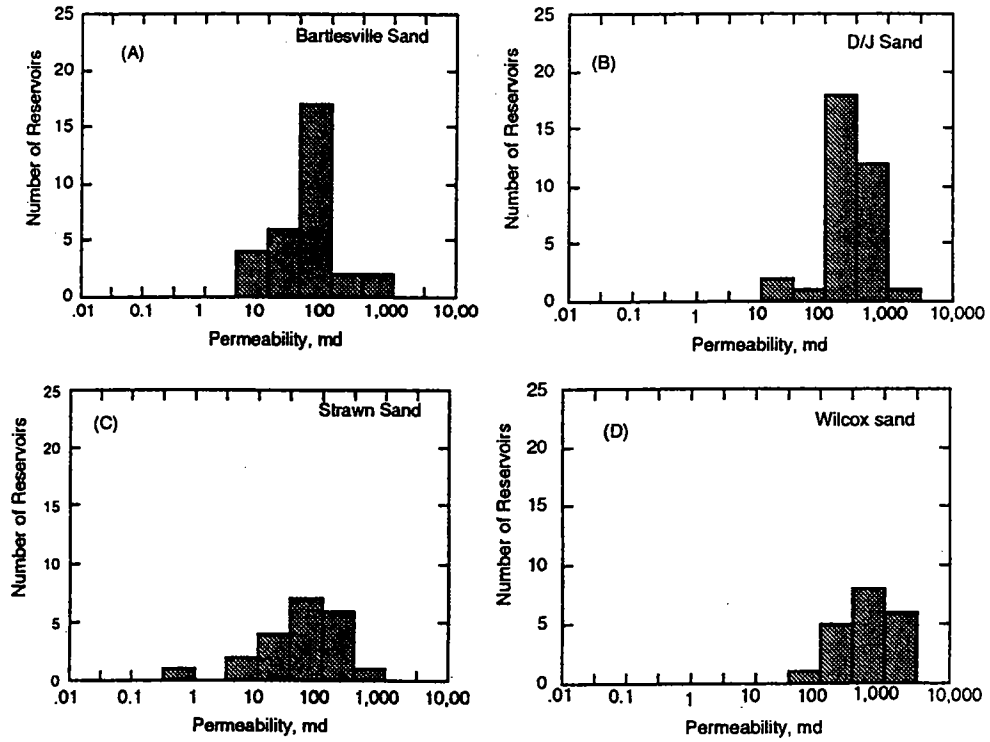 25
20
15
10
5
0
Number of Reservoirs
(A)
Bartlesville Sand
.01 0.1 1 10 100 1,000 10,00
Permeability, md
25
20
15
10
5
0
Number of Reservoirs
(B)
D/J Sand
.01 0.1 1 10 100 1,000 10,000
Permeability, md
25
20
15
10
5
0
Number of Reservoirs
(C)
Strawn Sand
.01 0.1 1 10 100 1,000 10,00
Permeability, md
25
20
15
10
5
0
Number of Reservoirs
(D)
Wilcox sand
.01 0.1 1 10 100 1,000 10,000
Permeability, md